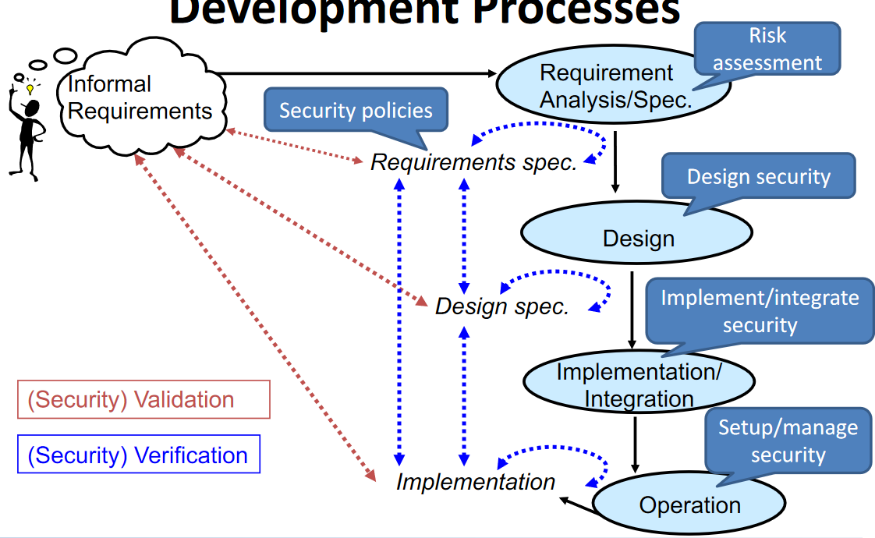 Development Processes
Informal
Requirements
Requirement
Analysis/Spec.
Risk
assessment
Security policies
Requirements spec.
Design security
Design
Design spec.
Implement/integrate
security
Implementation/
Integration
(Security) Validation
(Security) Verification
Setup/manage
security
Implementation
Operation